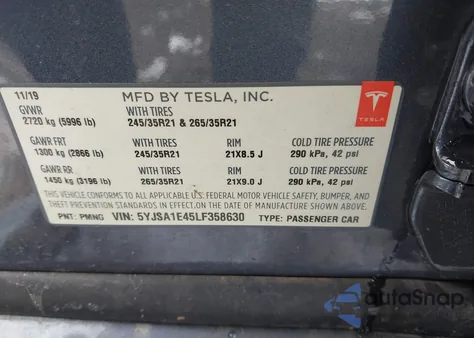 11/19 MFD BY TESLA, INC.
GVWR WITH TIRES
2720 kg (5996 lb) 245/35R21 & 265/35R21
TESLA
GAWR FRT WITH TIRES RIM COLD TIRE PRESSURE
1300 kg (2866 lb) 245/35R21 21X8.5 J 290 kPa, 42 psi
GAWR RR WITH TIRES RIM COLD TIRE PRESSURE
1450 kg (3196 lb) 265/35R21 21X9.0 J 290 kPa, 42 psi
THIS VEHICLE CONFORMS TO ALL APPLICABLE U.S. FEDERAL MOTOR VEHICLE SAFETY, BUMPER, AND
THEFT PREVENTION STANDARDS IN EFFECT ON THE DATE OF MANUFACTURE SHOWN ABOVE.
PNT: PMNG VIN: 5YJSA1E45LF358630 TYPE: PASSENGER CAR
autoSnap